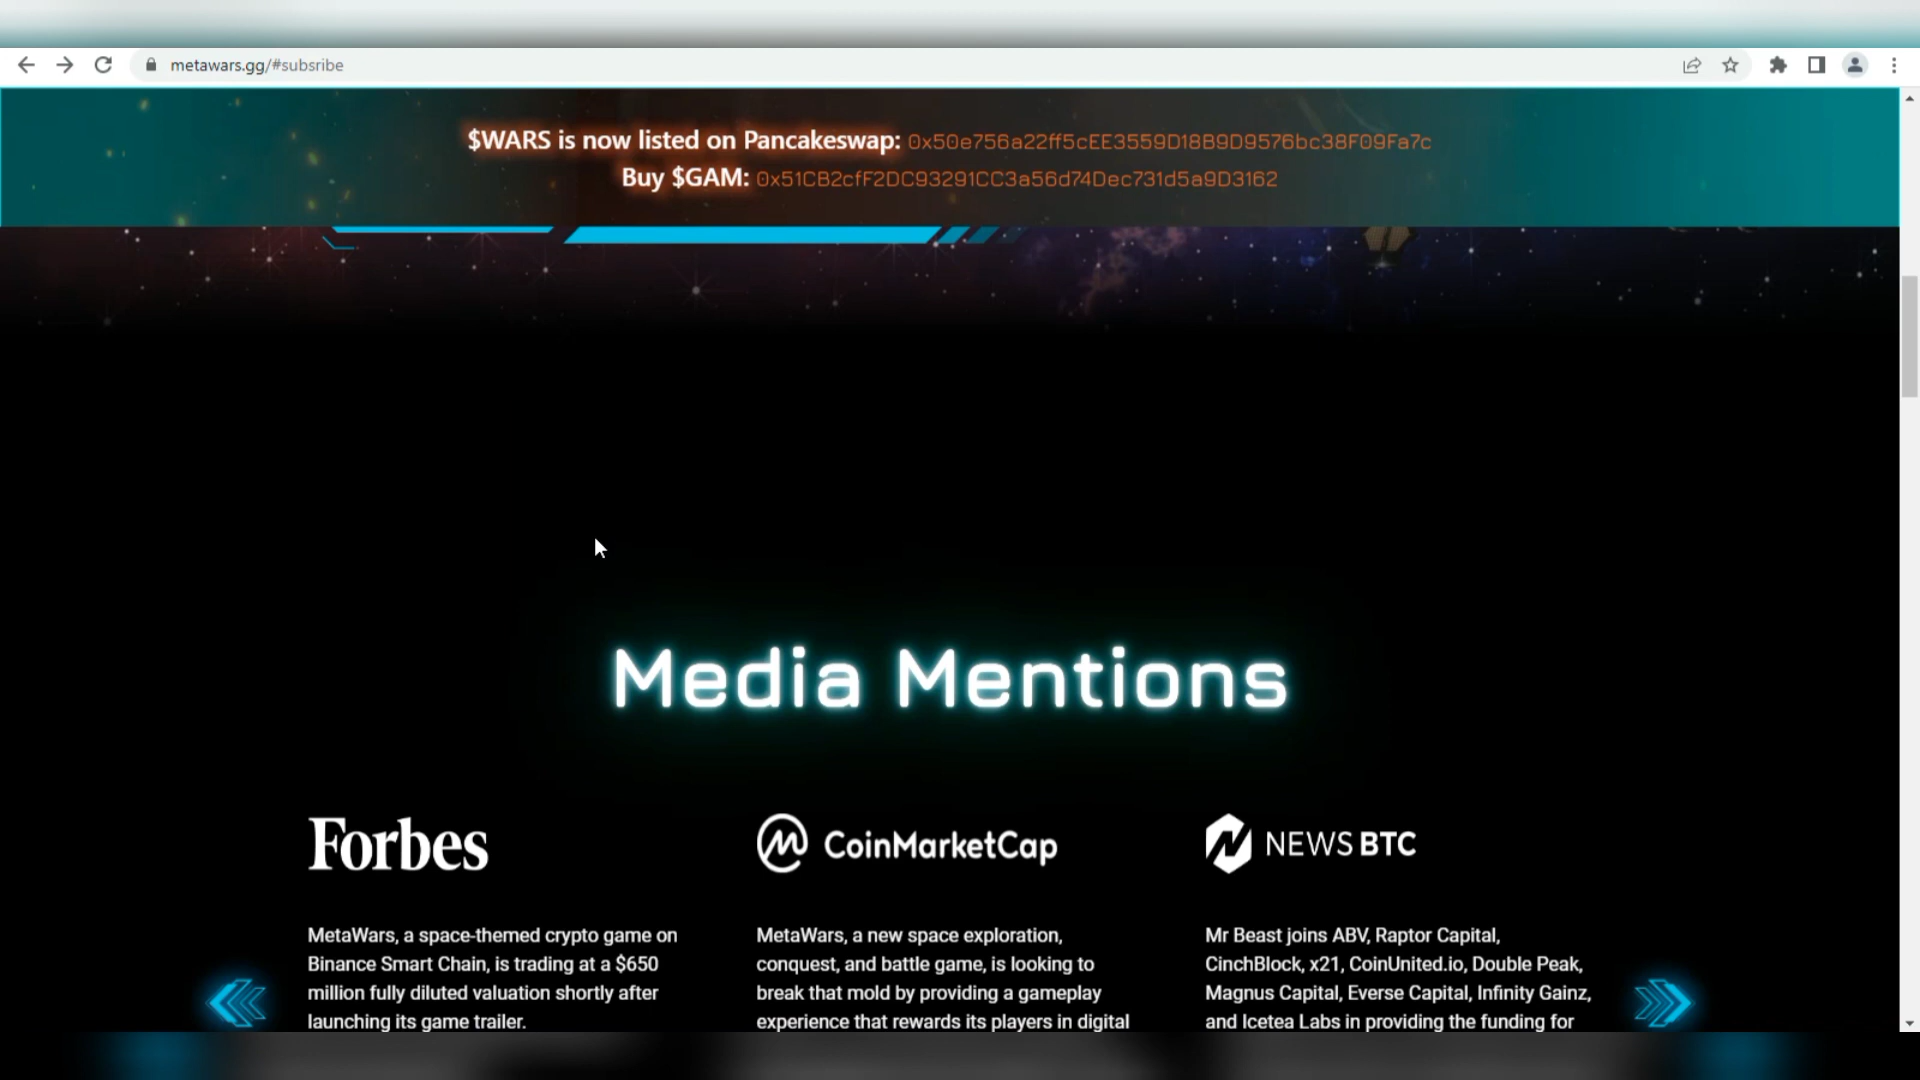 metawars.gg/#subsribe
$WARS is now listed on Pancakeswap: 0x50e756a22ff5cEE3559D18B9D9576bc38F09Fa7c
Buy $GAM: 0x51CB2cfF2DC93291CC3a56d74Dec731d5a9D3162
Media Mentions
Forbes
MetaWars, a space-themed crypto game on
Binance Smart Chain, is trading at a $650
million fully diluted valuation shortly after
launching its game trailer.
CoinMarketCap
MetaWars, a new space exploration,
conquest, and battle game, is looking to
break that mold by providing a gameplay
experience that rewards its players in digital
NEWS BTC
Mr Beast joins ABV, Raptor Capital,
CinchBlock, x21, CoinUnited.io, Double Peak,
Magnus Capital, Everse Capital, Infinity Gainz,
and Icetea Labs in providing the funding for